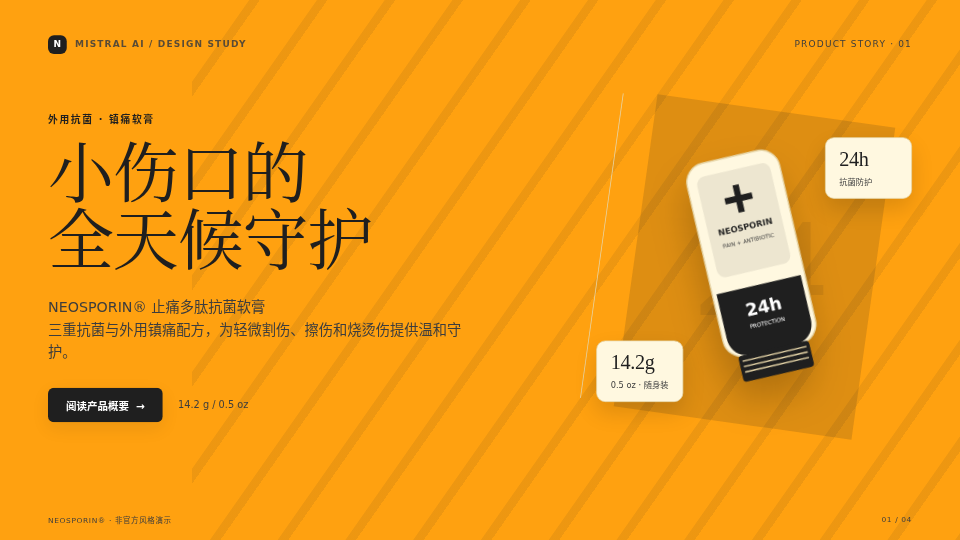 N
MISTRAL AI / DESIGN STUDY
PRODUCT STORY · 01
外用抗菌 · 镇痛软膏
小伤口的
全天候守护
NEOSPORIN® 止痛多肽抗菌软膏
三重抗菌与外用镇痛配方，为轻微割伤、擦伤和烧烫伤提供温和守
护。
阅读产品概要 →
14.2 g / 0.5 oz
24h
抗菌防护
NEOSPORIN
PAIN + ANTIBIOTIC
24h
PROTECTION
14.2g
0.5 oz · 随身装
NEOSPORIN® · 非官方风格演示
01 / 04